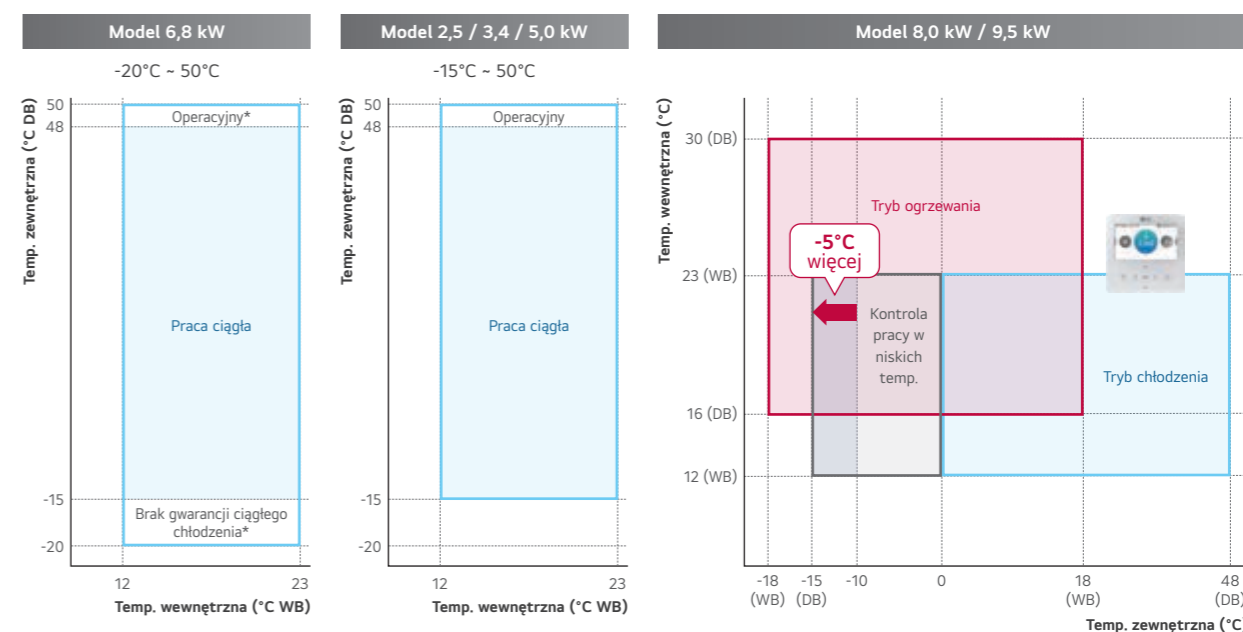 Model 6,8 kW
-20°C ~ 50°C
Temp. zewnętrzna (°C DB)
50
48
-15
-20
Operacyjny*
Praca ciągła
Brak gwarancji ciągłego
chłodzenia*
12
23
Temp. wewnętrzna (°C WB)
Model 2,5 / 3,4 / 5,0 kW
-15°C ~ 50°C
Temp. zewnętrzna (°C DB)
50
48
-15
-20
Operacyjny
Praca ciągła
12
23
Temp. wewnętrzna (°C WB)
Model 8,0 kW / 9,5 kW
Temp. wewnętrzna (°C)
30 (DB)
23 (WB)
16 (DB)
12 (WB)
Tryb ogrzewania
-5°C
więcej
Kontrola
pracy w
niskich
temp.
Tryb chłodzenia
-18
(WB)
-15
(DB)
-10
0
18
(WB)
48
(DB)
Temp. zewnętrzna (°C)